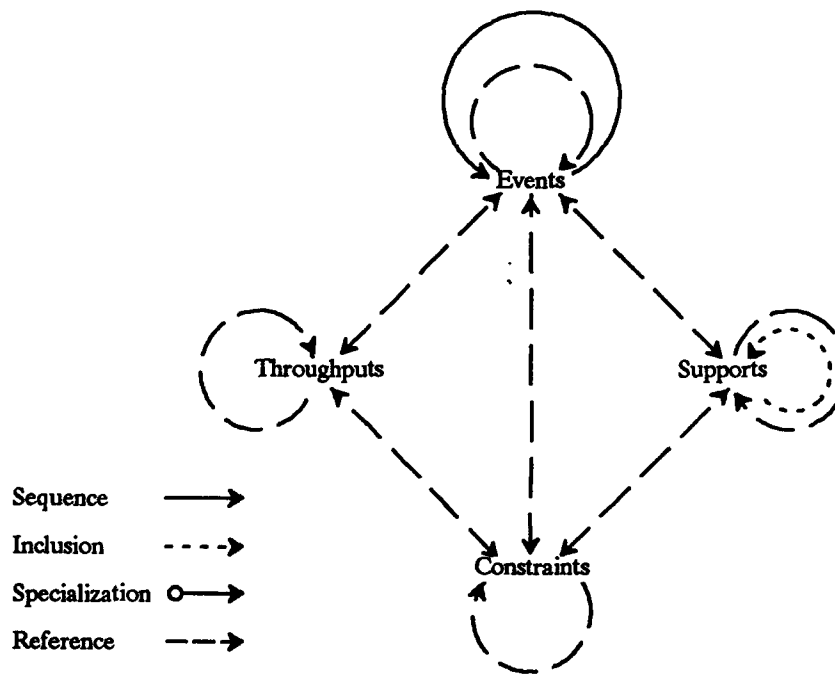 Events
Throughputs
Supports
Constraints
Sequence
Inclusion
Specialization
Reference